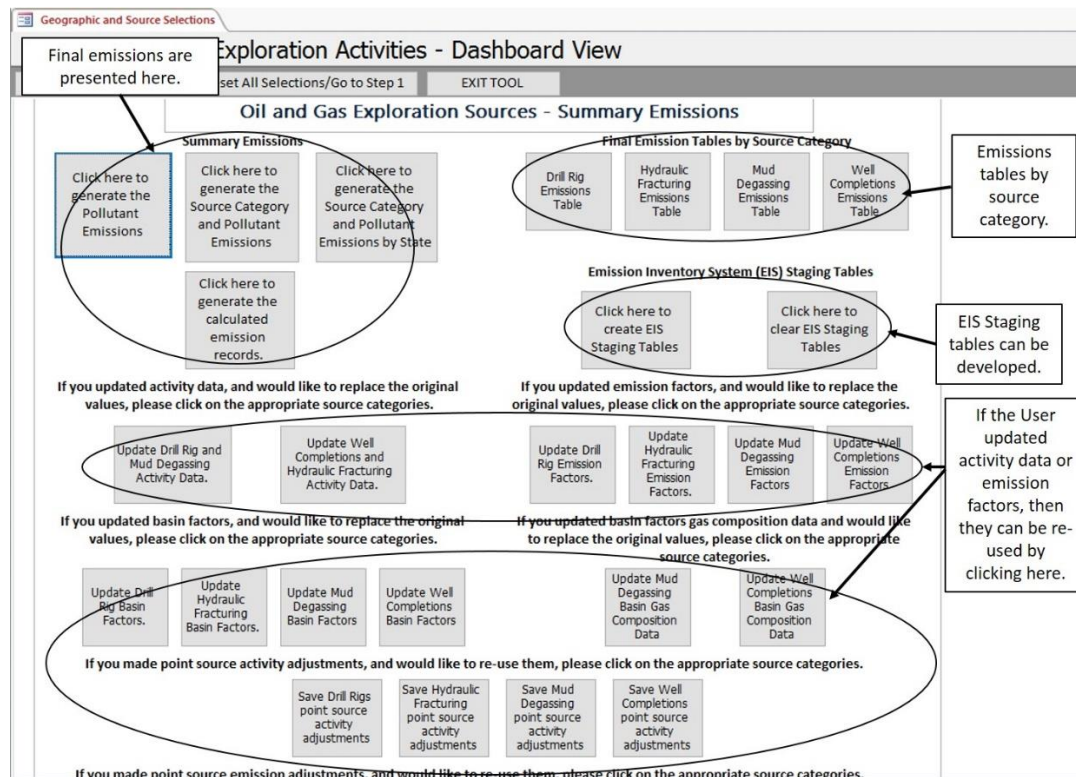 Geographic and Source Selections
Final emissions are
presented here.
Exploration Activities - Dashboard View
set All Selections/Go to Step 1
EXIT TOOL
Oil and Gas Exploration Sources - Summary Emissions
Summary Emissions
Click here to
generate the
Pollutant
Emissions
Click here to
generate the
Source Category
and Pollutant
Emissions
Click here to
generate the
Source Category
and Pollutant
Emissions by State
Click here to
generate the
calculated
emission
records.
Final Emission Tables by Source Category
Drill Rig
Emissions
Table
Hydraulic
Fracturing
Emissions
Table
Mud
Degassing
Emissions
Table
Well
Completions
Emissions
Table
Emissions
tables by
source
category.
Emission Inventory System (EIS) Staging Tables
Click here to
create EIS
Staging Tables
Click here to
clear EIS Staging
Tables
EIS Staging
tables can be
developed.
If you updated activity data, and would like to replace the original
values, please click on the appropriate source categories.
Update Drill Rig and
Mud Degassing
Activity Data.
Update Well
Completions and
Hydraulic Fracturing
Activity Data.
If you updated emission factors, and would like to replace the
original values, please click on the appropriate source categories.
Update Drill
Rig Emission
Factors.
Update
Hydraulic
Fracturing
Emission
Factors.
Update Mud
Degassing
Emission
Factors
Update Well
Completions
Emission
Factors
If the User
updated
activity data or
emission
factors, then
they can be re-
used by
clicking here.
If you updated basin factors, and would like to replace the original
values, please click on the appropriate source categories.
Update Drill
Rig Basin
Factors.
Update
Hydraulic
Fracturing
Basin Factors.
Update Mud
Degassing
Basin Factors
Update Well
Completions
Basin Factors
If you updated basin factors gas composition data and would like
to replace the original values, please click on the appropriate
source categories.
Update Mud
Degassing
Basin Gas
Composition
Data
Update Well
Completions
Basin Gas
Composition
Data
If you made point source activity adjustments, and would like to re-use them, please click on the appropriate source categories.
Save Drill Rigs
point source
activity
adjustments
Save Hydraulic
Fracturing
point source
activity
adjustments
Save Mud
Degassing
point source
activity
adjustments
Save Well
Completions
point source
activity
adjustments
If you made point source emission adjustments, and would like to re-use them, please click on the appropriate source categories.